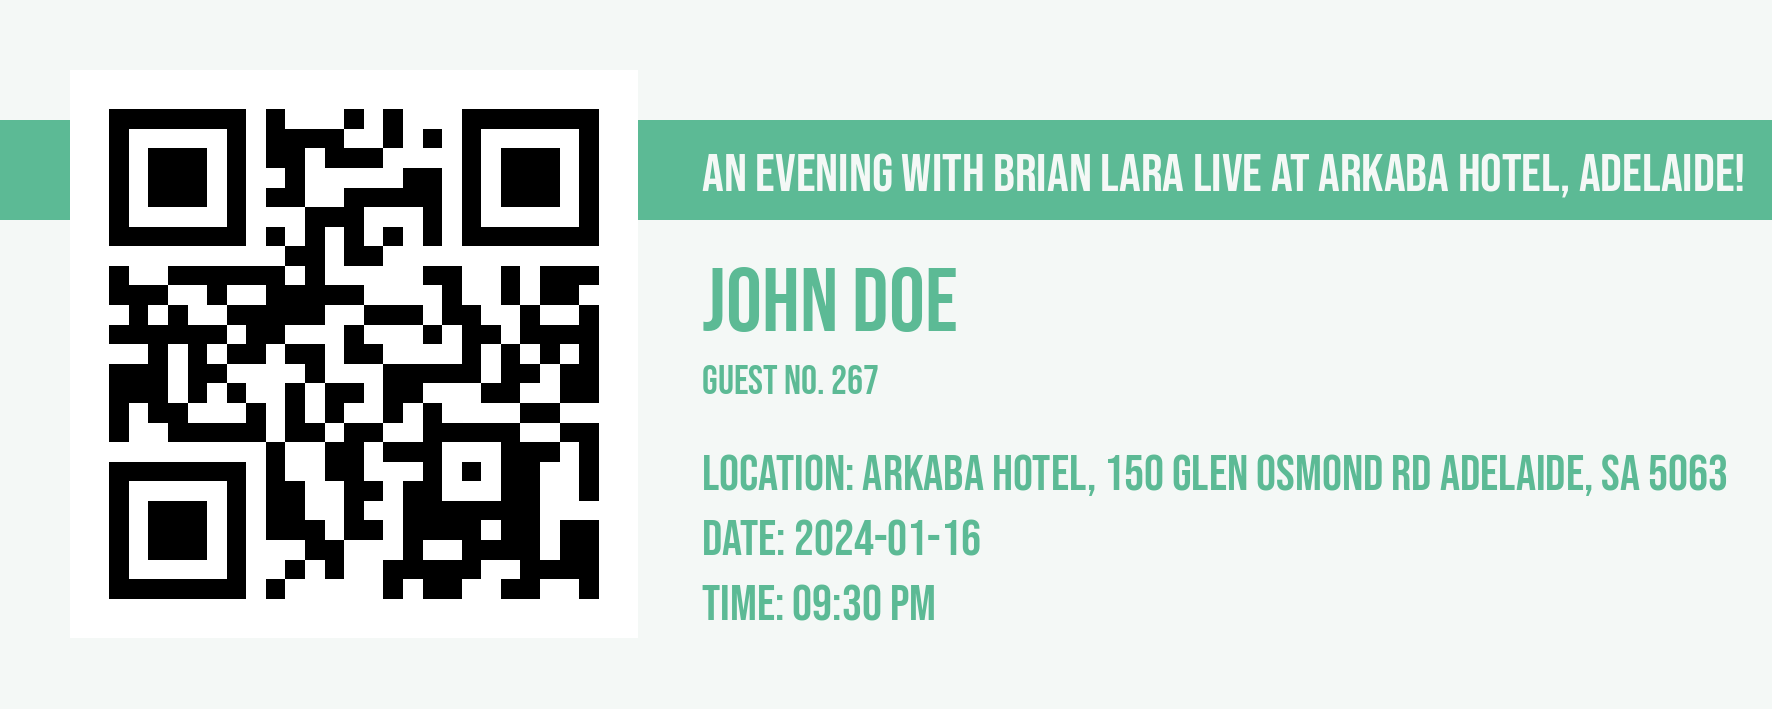 AN EVENING WITH BRIAN LARA LIVE AT ARKABA HOTEL, ADELAIDE!
JOHN DOE
GUEST NO. 267
LOCATION: ARKABA HOTEL, 150 GLEN OSMOND RD ADELAIDE, SA 5063
DATE: 2024-01-16
TIME: 09:30 PM